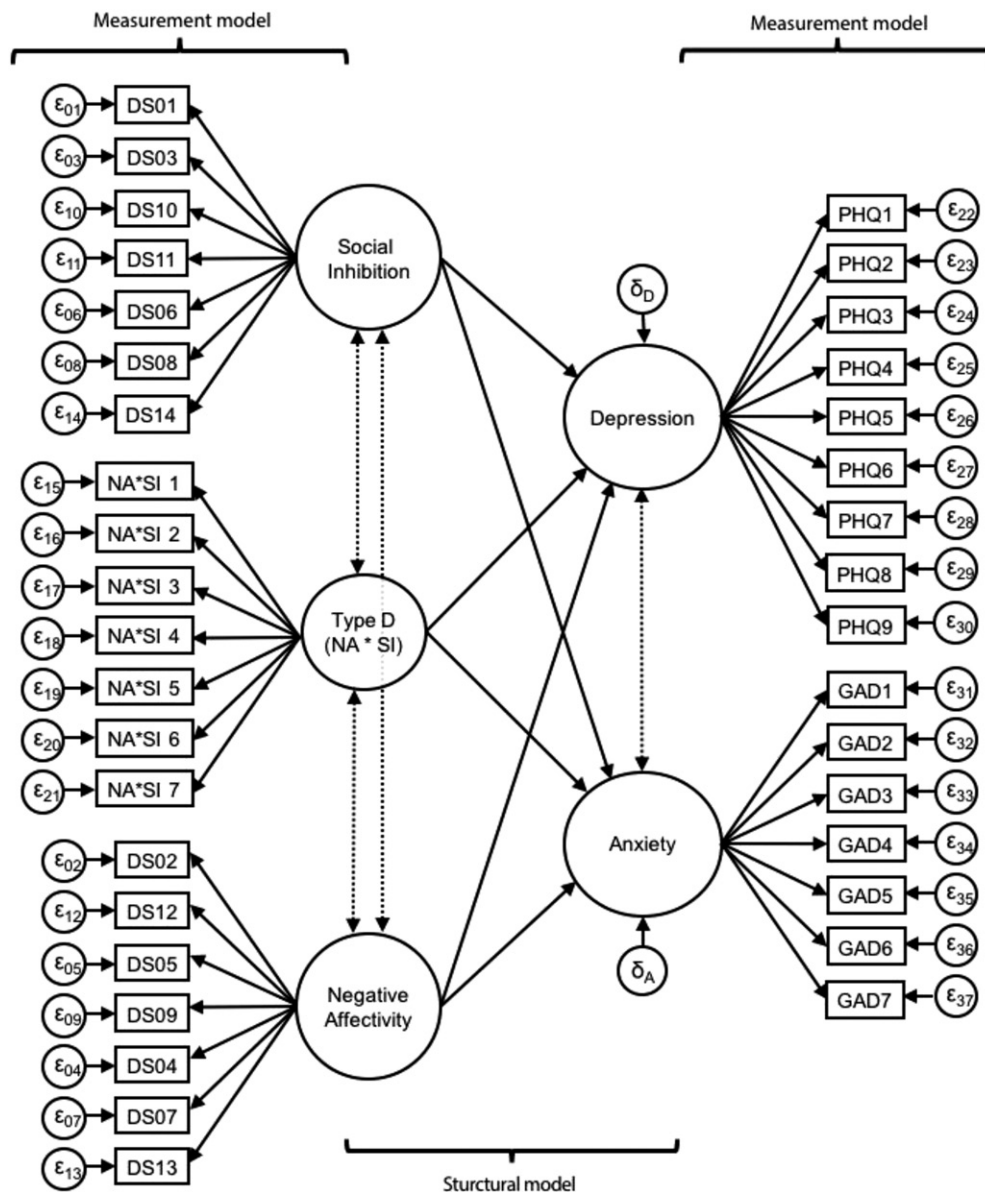 Measurement model
Measurement model
ε01 DS01
ε03 DS03
ε10 DS10
ε11 DS11
ε06 DS06
ε08 DS08
ε14 DS14
Social
Inhibition
ε15 NA*SI 1
ε16 NA*SI 2
ε17 NA*SI 3
ε18 NA*SI 4
ε19 NA*SI 5
ε20 NA*SI 6
ε21 NA*SI 7
Type D
(NA * SI)
ε02 DS02
ε12 DS12
ε05 DS05
ε09 DS09
ε04 DS04
ε07 DS07
ε13 DS13
Negative
Affectivity
δD
Depression
Anxiety
δA
PHQ1 ε22
PHQ2 ε23
PHQ3 ε24
PHQ4 ε25
PHQ5 ε26
PHQ6 ε27
PHQ7 ε28
PHQ8 ε29
PHQ9 ε30
GAD1 ε31
GAD2 ε32
GAD3 ε33
GAD4 ε34
GAD5 ε35
GAD6 ε36
GAD7 ε37
Sturctural model